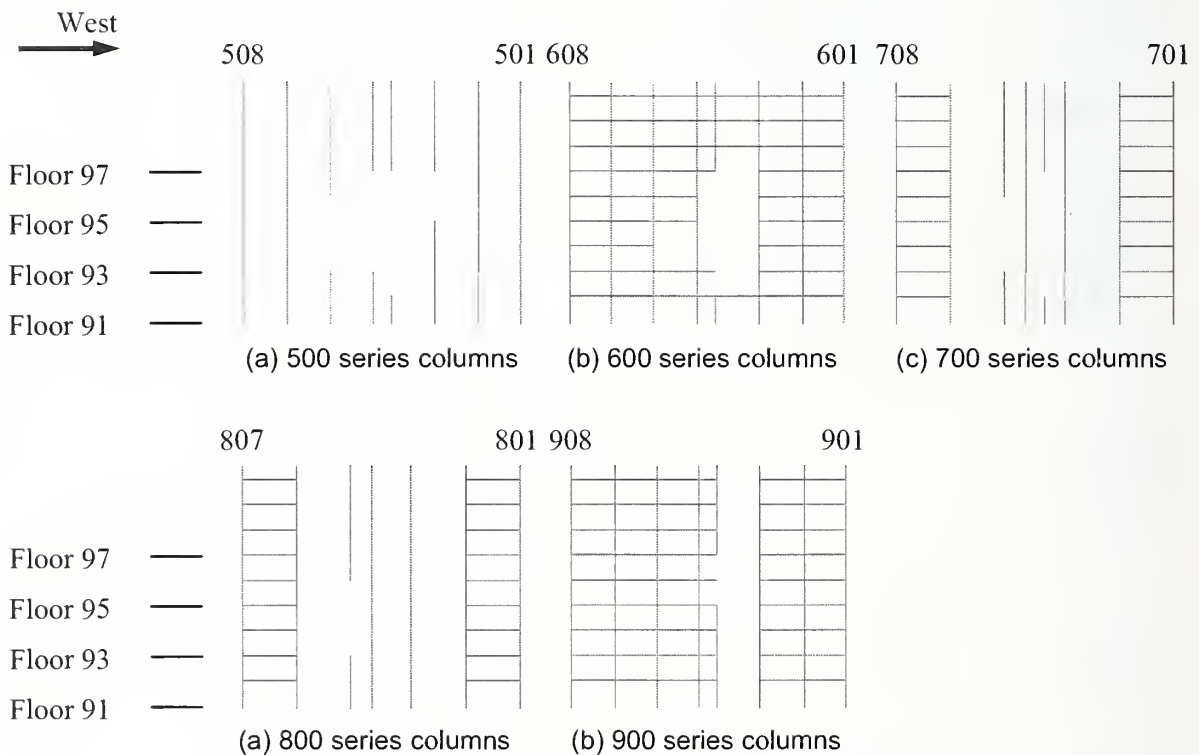 West
508 501 608 601 708 701
Floor 97
Floor 95
Floor 93
Floor 91
(a) 500 series columns (b) 600 series columns (c) 700 series columns
807 801 908 901
Floor 97
Floor 95
Floor 93
Floor 91
(a) 800 series columns (b) 900 series columns